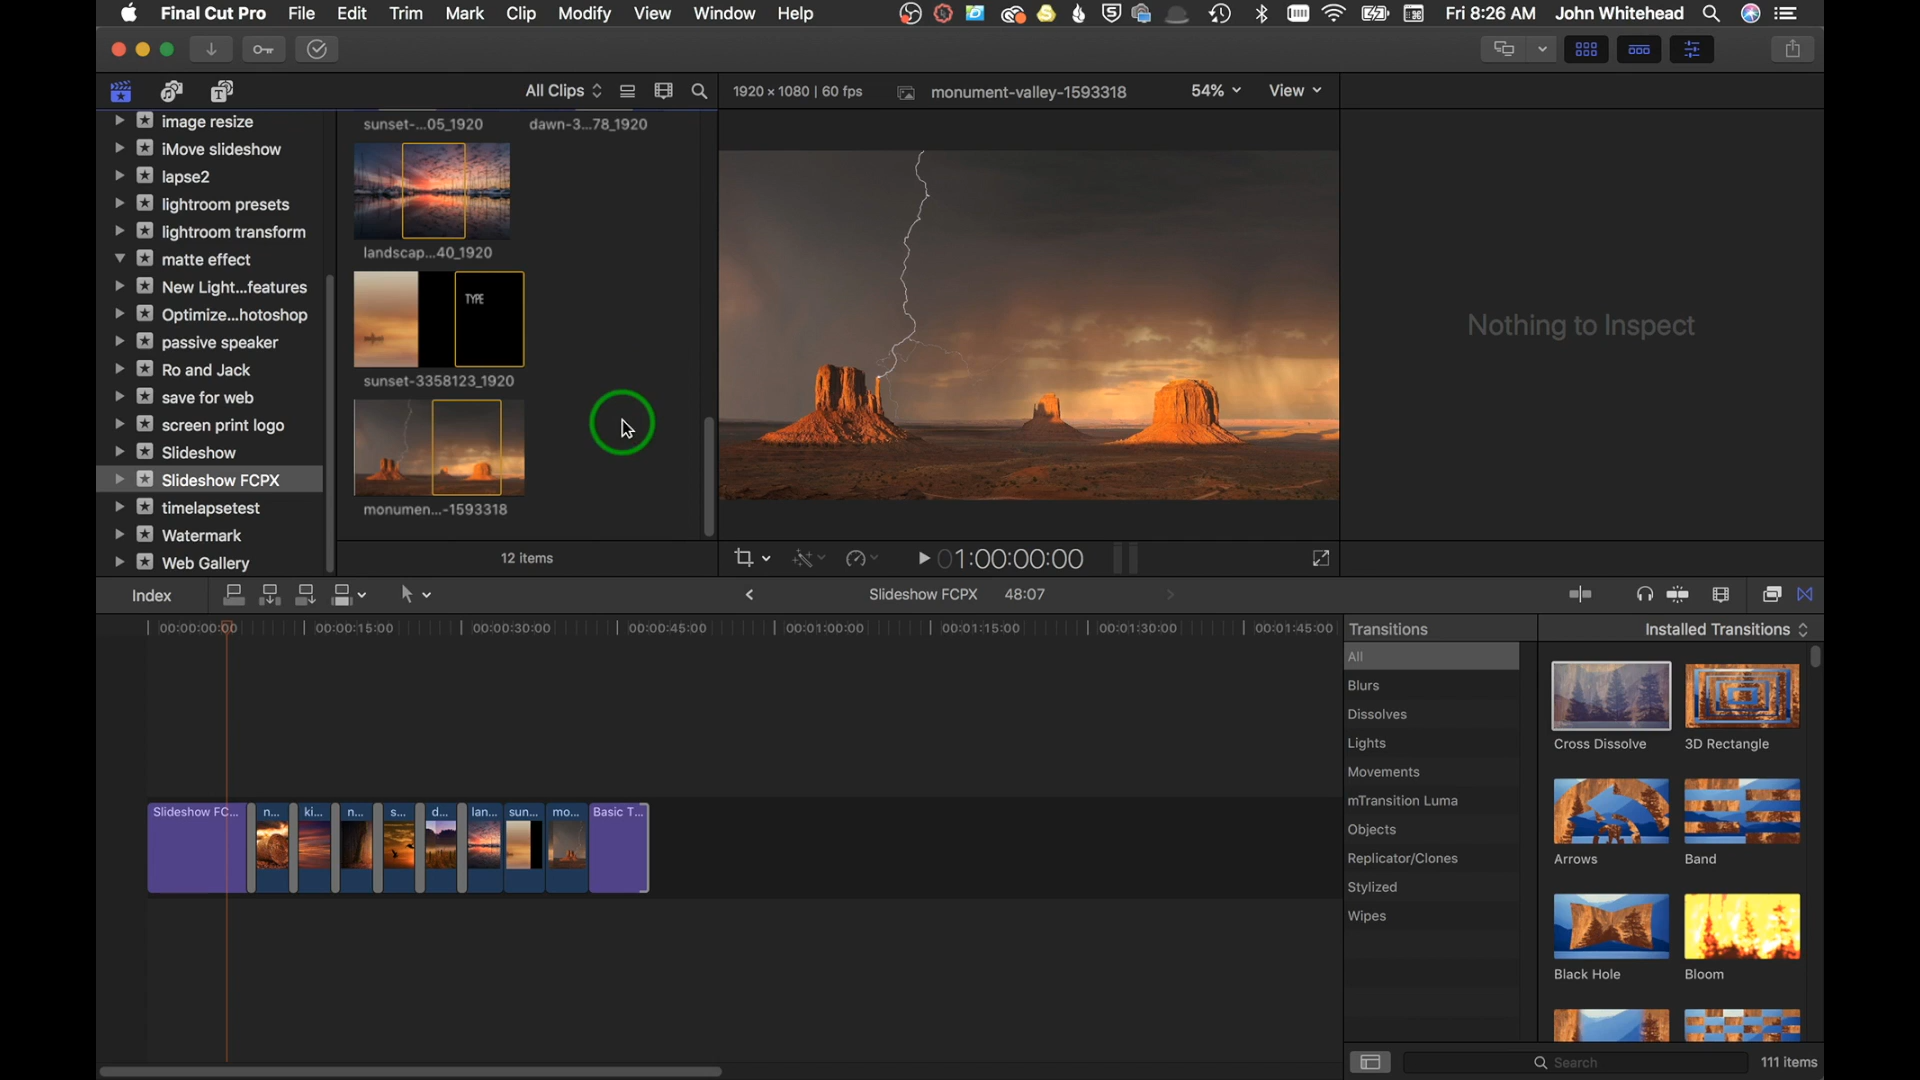 Final Cut Pro File Edit Trim Mark Clip Modify View Window Help Fri 8:26 AM John Whitehead
All Clips 1920 × 1080 | 60 fps monument-valley-1593318 54% View
image resize
iMove slideshow
lapse2
lightroom presets
lightroom transform
matte effect
New Light...features
Optimize...hotoshop
passive speaker
Ro and Jack
save for web
screen print logo
Slideshow
Slideshow FCPX
timelapsetest
Watermark
Web Gallery
sunset-...05_1920 dawn-3...78_1920
landscap...40_1920
TYPE
sunset-3358123_1920
monumen...-1593318
12 items
01:00:00:00
Nothing to Inspect
Index Slideshow FCPX 48:07
00:00:00:00 00:00:15:00 00:00:30:00 00:00:45:00 00:01:00:00 00:01:15:00 00:01:30:00 00:01:45:00
Slideshow FC... n... ki... n... s... d... lan... sun... mo... Basic T...
Transitions Installed Transitions
All
Blurs
Dissolves
Lights
Movements
mTransition Luma
Objects
Replicator/Clones
Stylized
Wipes
Cross Dissolve 3D Rectangle
Arrows Band
Black Hole Bloom
Search 111 items